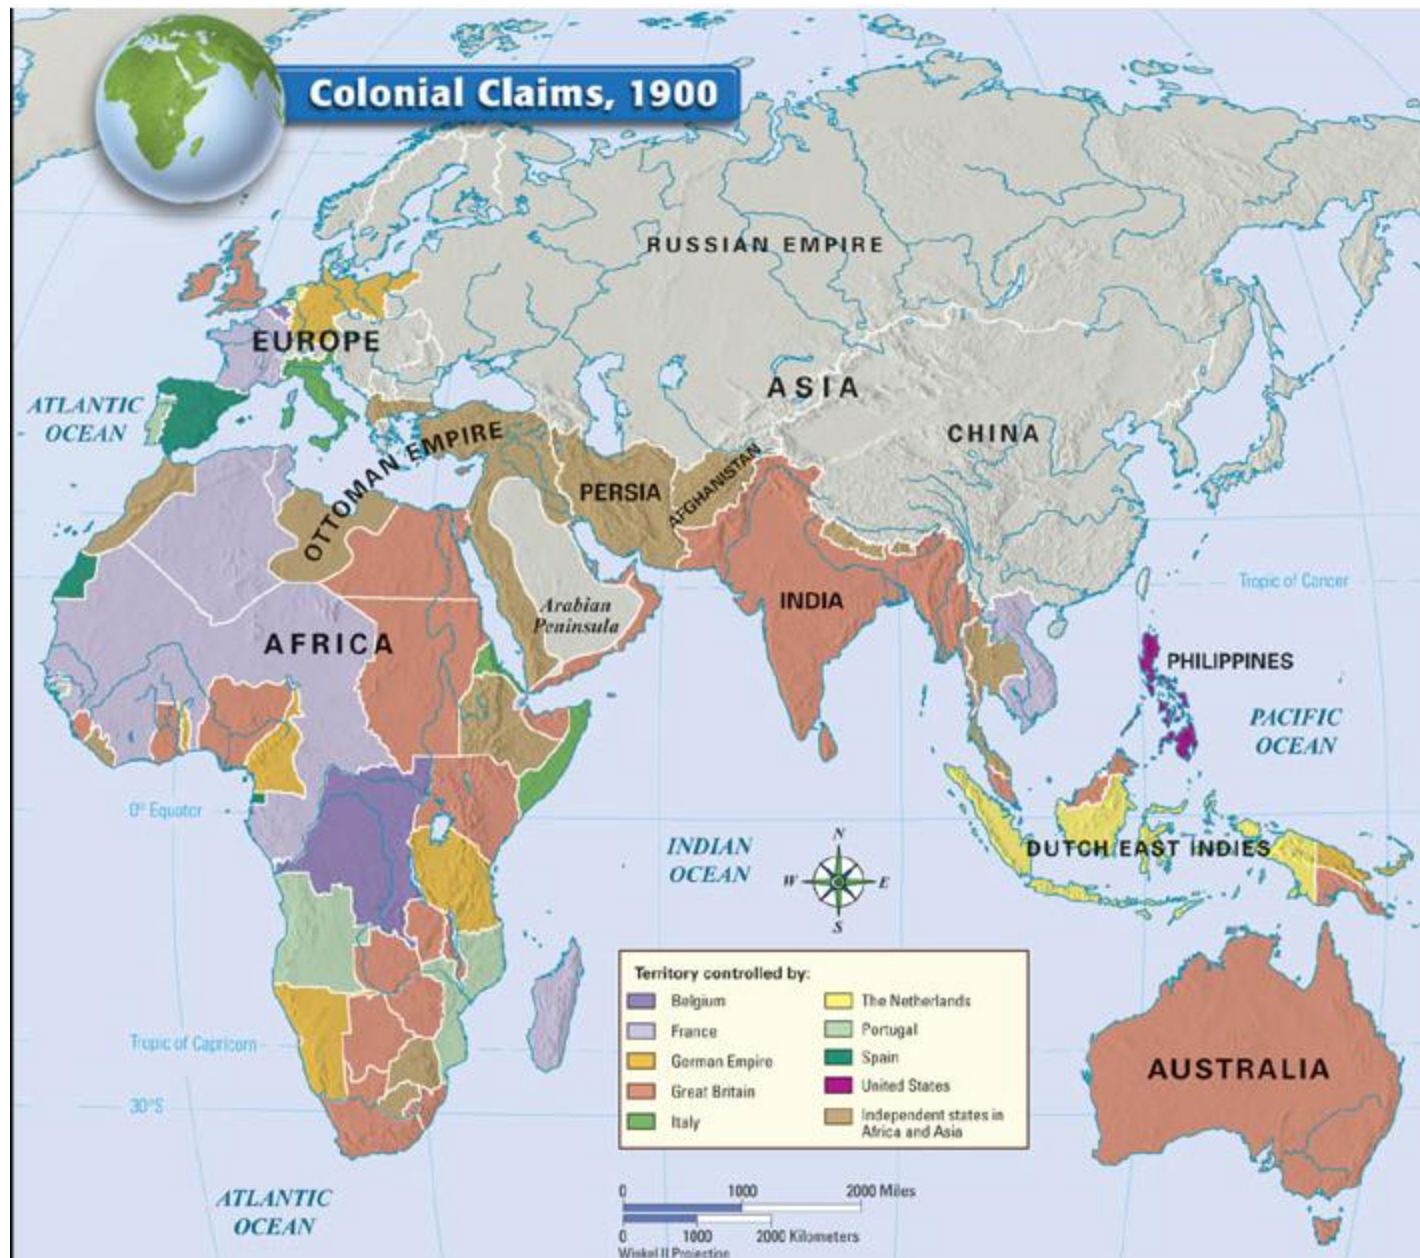 Colonial Claims, 1900
RUSSIAN EMPIRE
EUROPE
ASIA
ATLANTIC
OCEAN
CHINA
OTTOMAN EMPIRE
PERSIA
AFGHANISTAN
Tropic of Cancer
INDIA
Arabian
Peninsula
AFRICA
PHILIPPINES
PACIFIC
OCEAN
0° Equator
INDIAN
OCEAN
N
W
E
S
DUTCH EAST INDIES
Territory controlled by:
Belgium
France
German Empire
Great Britain
Italy
The Netherlands
Portugal
Spain
United States
Independent states in
Africa and Asia
Tropic of Capricorn
AUSTRALIA
30°S
ATLANTIC
OCEAN
0 1000 2000 Miles
0 1000 2000 Kilometers
Winkel II Projection